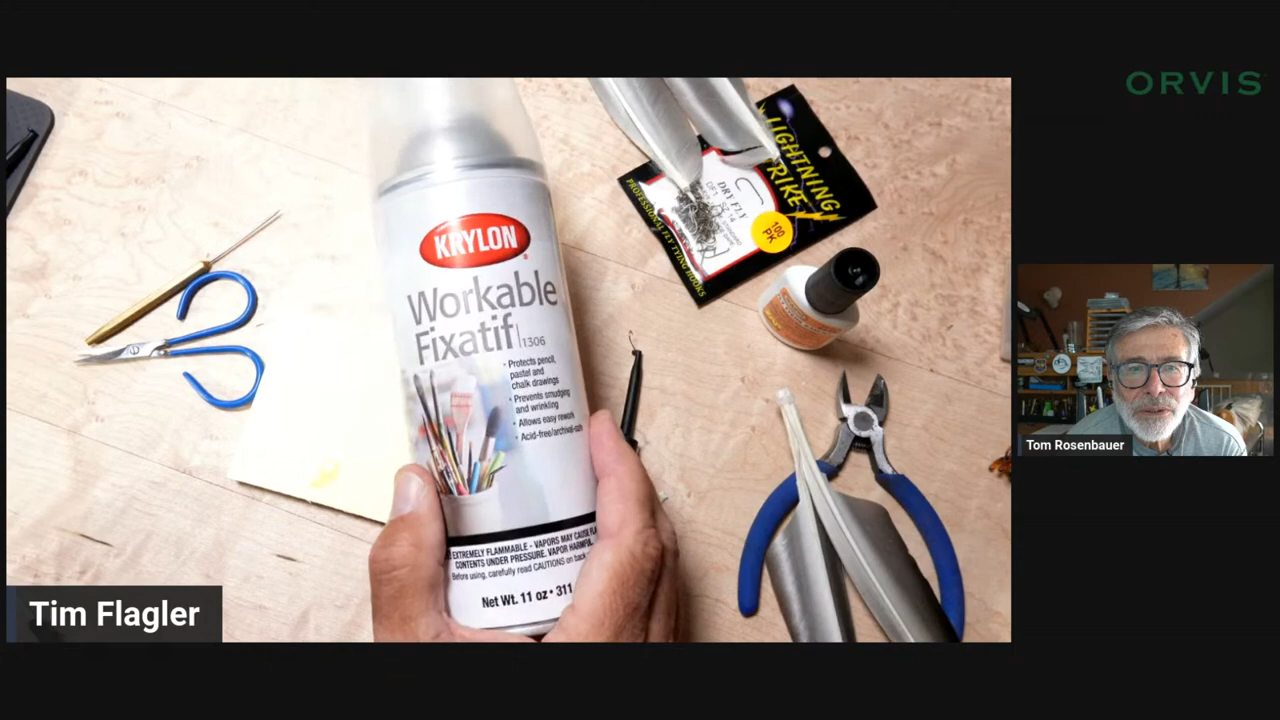 ORVIS
KRYLON
Workable
Fixatif 1306
• Protects pencil,
pastel and
chalk drawings
• Prevents smudging
and wrinkling
• Allows easy rework
• Acid-free/archival-safe
EXTREMELY FLAMMABLE – VAPORS MAY CAUSE
CONTENTS UNDER PRESSURE. VAPOR HARMFUL.
Before using, carefully read CAUTIONS on back
Net Wt. 11 oz • 311
LIGHTNING
STRIKE
DRY FLY
100
PK
PROFESSIONAL FLY TYING HOOKS
Tim Flagler
Tom Rosenbauer